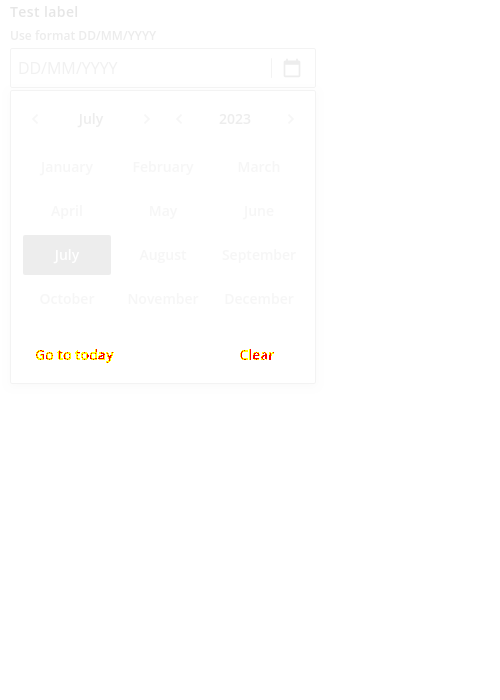 Test label
Use format DD/MM/YYYY
DD/MM/YYYY
July 2023
January February March
April May June
July August September
October November December
Go to today Clear